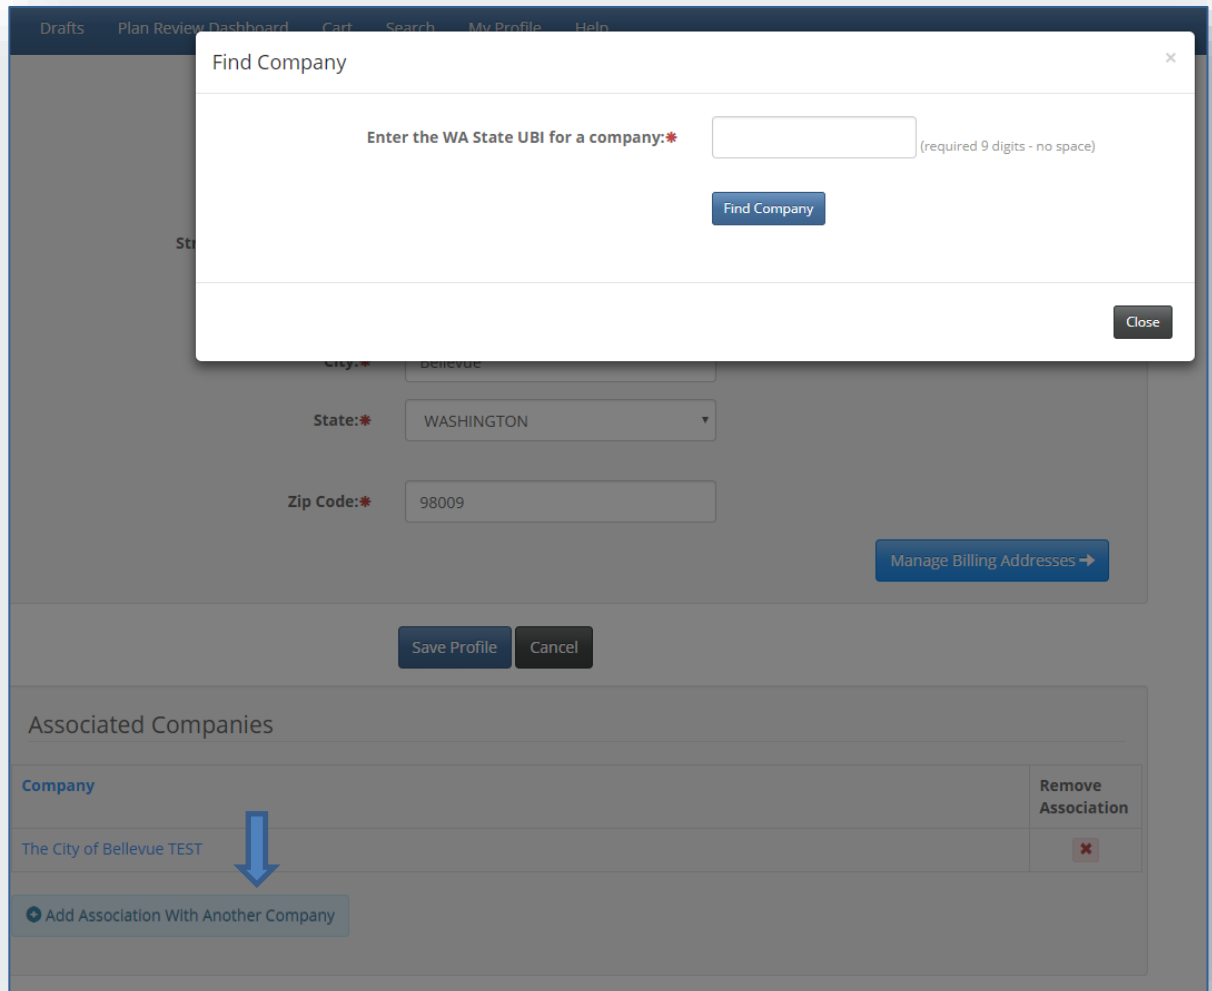 Drafts Plan Review Dashboard Cart Search My Profile Help
Find Company ×
Enter the WA State UBI for a company:✱ (required 9 digits - no space)
Find Company
Str
Close
City:✱ Bellevue
State:✱ WASHINGTON
Zip Code:✱ 98009
Manage Billing Addresses →
Save Profile Cancel
Associated Companies
Company Remove Association
The City of Bellevue TEST ✖
Add Association With Another Company